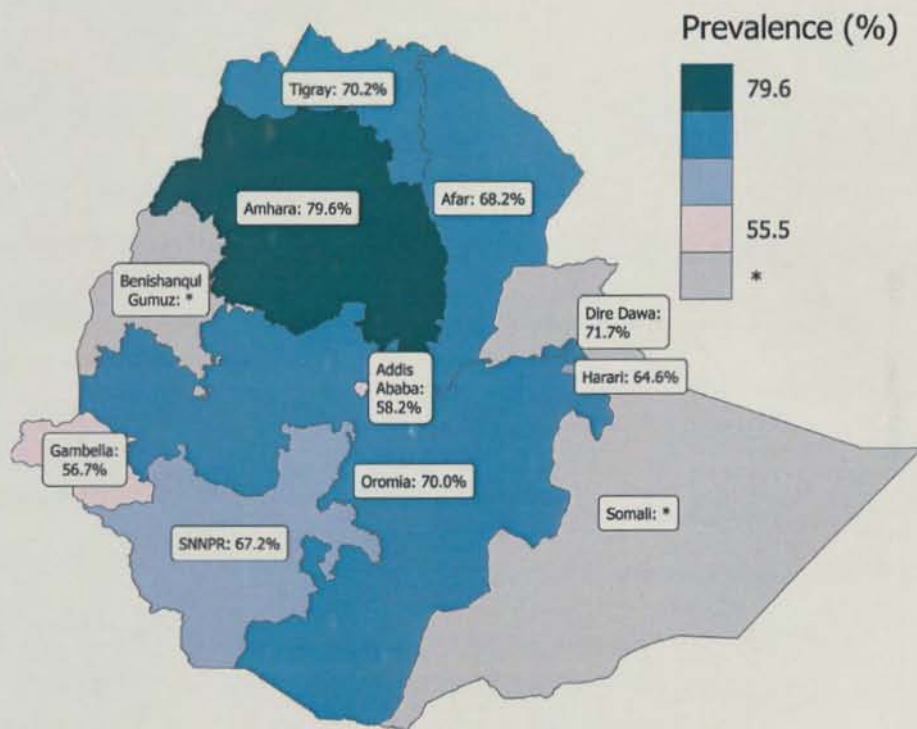 Prevalence (%)
79.6
55.5
*
Tigray: 70.2%
Amhara: 79.6%
Afar: 68.2%
Benishanqul
Gumuz: *
Dire Dawa:
71.7%
Harari: 64.6%
Addis
Ababa:
58.2%
Gambella:
56.7%
Oromia: 70.0%
Somali: *
SNNPR: 67.2%